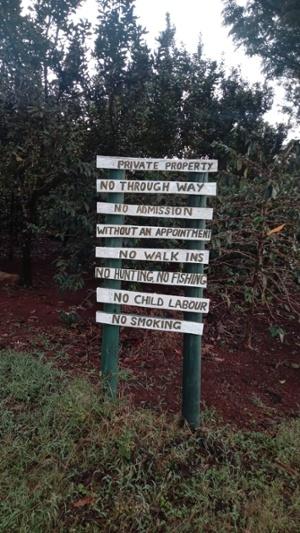 PRIVATE PROPERTY
NO THROUGH WAY
NO ADMISSION
WITHOUT AN APPOINTMENT
NO WALK INS
NO HUNTING, NO FISHING
NO CHILD LABOUR
NO SMOKING